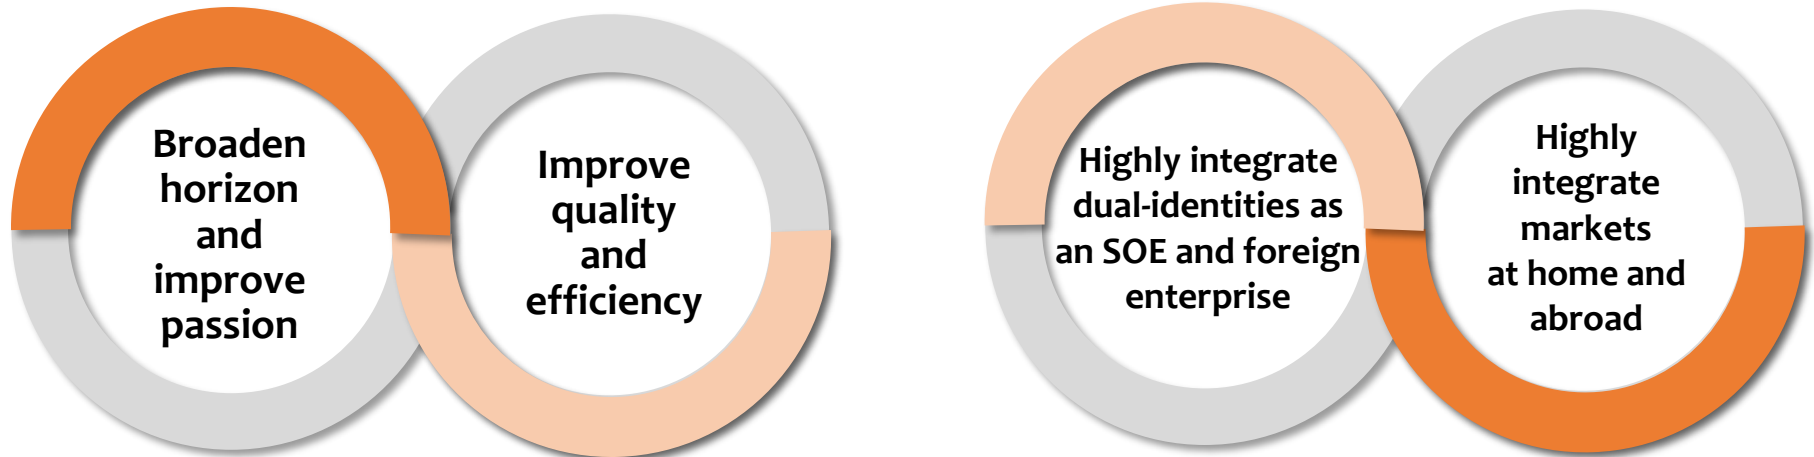 Broaden
horizon
and
improve
passion
Improve
quality
and
efficiency
Highly integrate
dual-identities as
an SOE and foreign
enterprise
Highly
integrate
markets
at home and
abroad